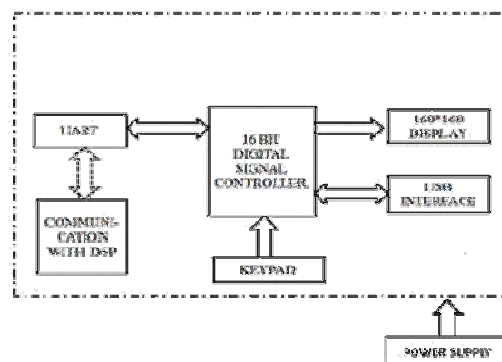 UART
16 BIT
DIGITAL
SIGNAL
CONTROLLER
160*160
DISPLAY
USB
INTERFACE
COMMUNI-
CATION
WITH DSP
KEYPAD
POWER SUPPLY